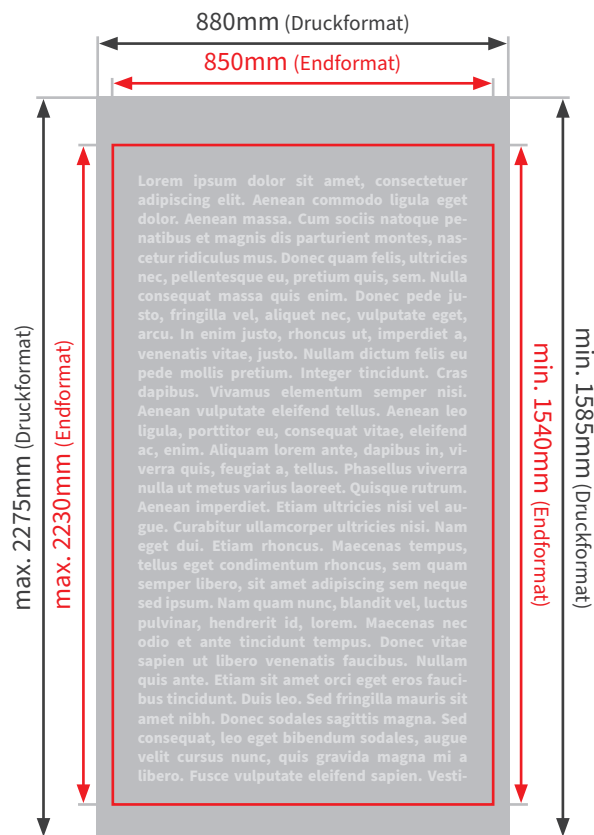 880mm (Druckformat)
850mm (Endformat)
max. 2275mm (Druckformat)
max. 2230mm (Endformat)
Lorem ipsum dolor sit amet, consectetuer
adipiscing elit. Aenean commodo ligula eget
dolor. Aenean massa. Cum sociis natoque pe-
natibus et magnis dis parturient montes, nas-
cetur ridiculus mus. Donec quam felis, ultricies
nec, pellentesque eu, pretium quis, sem. Nulla
consequat massa quis enim. Donec pede ju-
sto, fringilla vel, aliquet nec, vulputate eget,
arcu. In enim justo, rhoncus ut, imperdiet a,
venenatis vitae, justo. Nullam dictum felis eu
pede mollis pretium. Integer tincidunt. Cras
dapibus. Vivamus elementum semper nisi.
Aenean vulputate eleifend tellus. Aenean leo
ligula, porttitor eu, consequat vitae, eleifend
ac, enim. Aliquam lorem ante, dapibus in, vi-
verra quis, feugiat a, tellus. Phasellus viverra
nulla ut metus varius laoreet. Quisque rutrum.
Aenean imperdiet. Etiam ultricies nisi vel au-
gue. Curabitur ullamcorper ultricies nisi. Nam
eget dui. Etiam rhoncus. Maecenas tempus,
tellus eget condimentum rhoncus, sem quam
semper libero, sit amet adipiscing sem neque
sed ipsum. Nam quam nunc, blandit vel, luctus
pulvinar, hendrerit id, lorem. Maecenas nec
odio et ante tincidunt tempus. Donec vitae
sapien ut libero venenatis faucibus. Nullam
quis ante. Etiam sit amet orci eget eros fauci-
bus tincidunt. Duis leo. Sed fringilla mauris sit
amet nibh. Donec sodales sagittis magna. Sed
consequat, leo eget bibendum sodales, augue
velit cursus nunc, quis gravida magna mi a
libero. Fusce vulputate eleifend sapien. Vesti-
min. 1540mm (Endformat)
min. 1585mm (Druckformat)